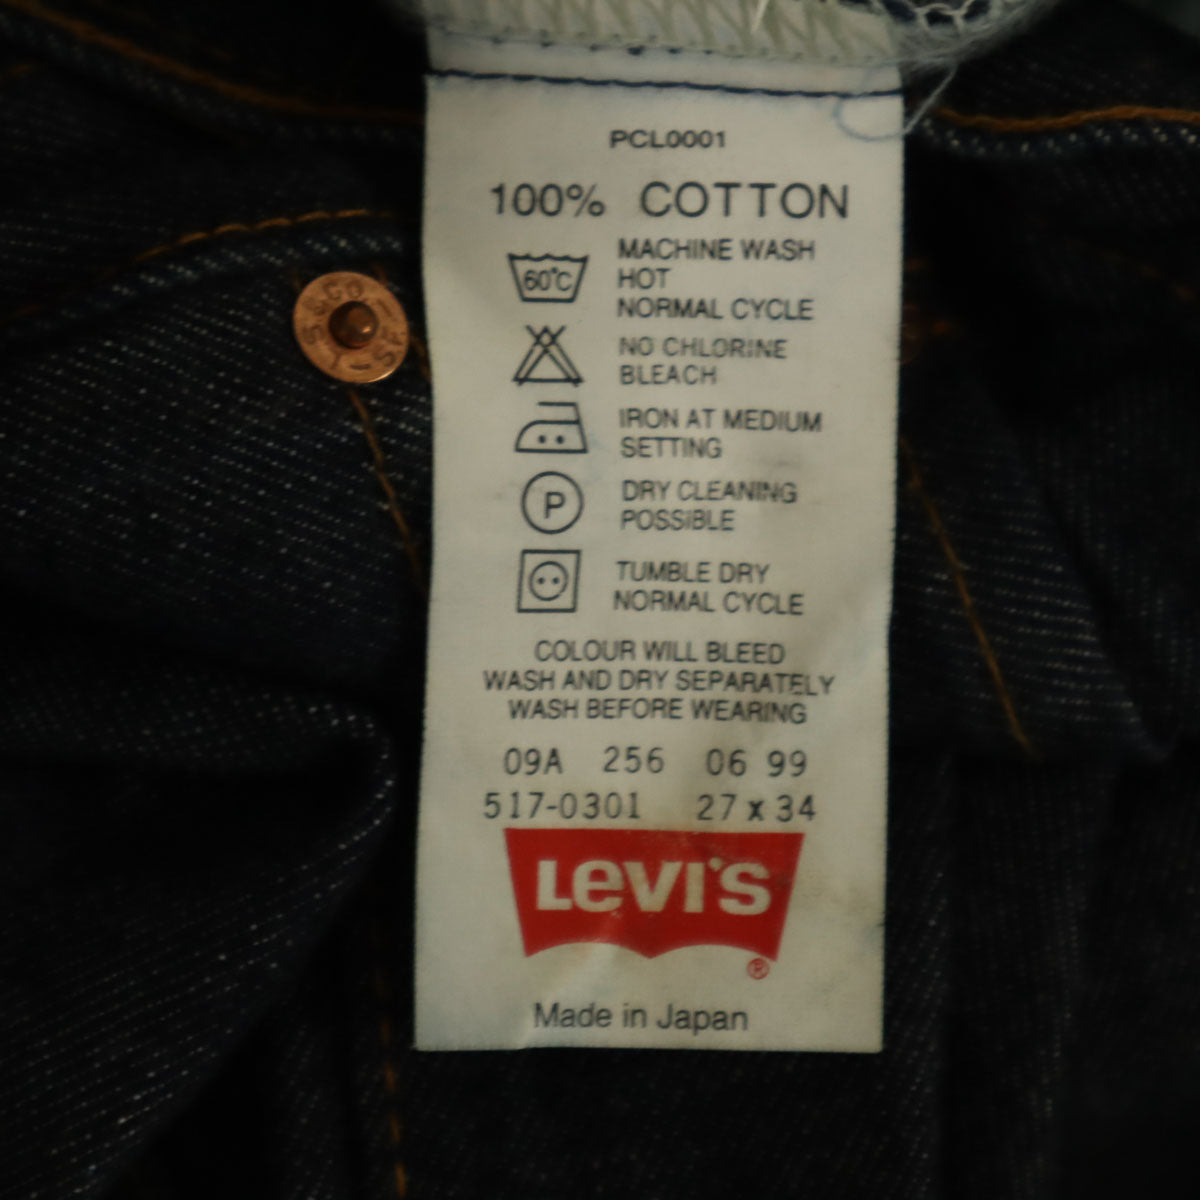 PCL0001
100% COTTON
60°C
MACHINE WASH
HOT
NORMAL CYCLE
NO CHLORINE
BLEACH
IRON AT MEDIUM
SETTING
P
DRY CLEANING
POSSIBLE
TUMBLE DRY
NORMAL CYCLE
COLOUR WILL BLEED
WASH AND DRY SEPARATELY
WASH BEFORE WEARING
09A 256 06 99
517-0301 27 x 34
LEVI'S
®
Made in Japan
S & CO